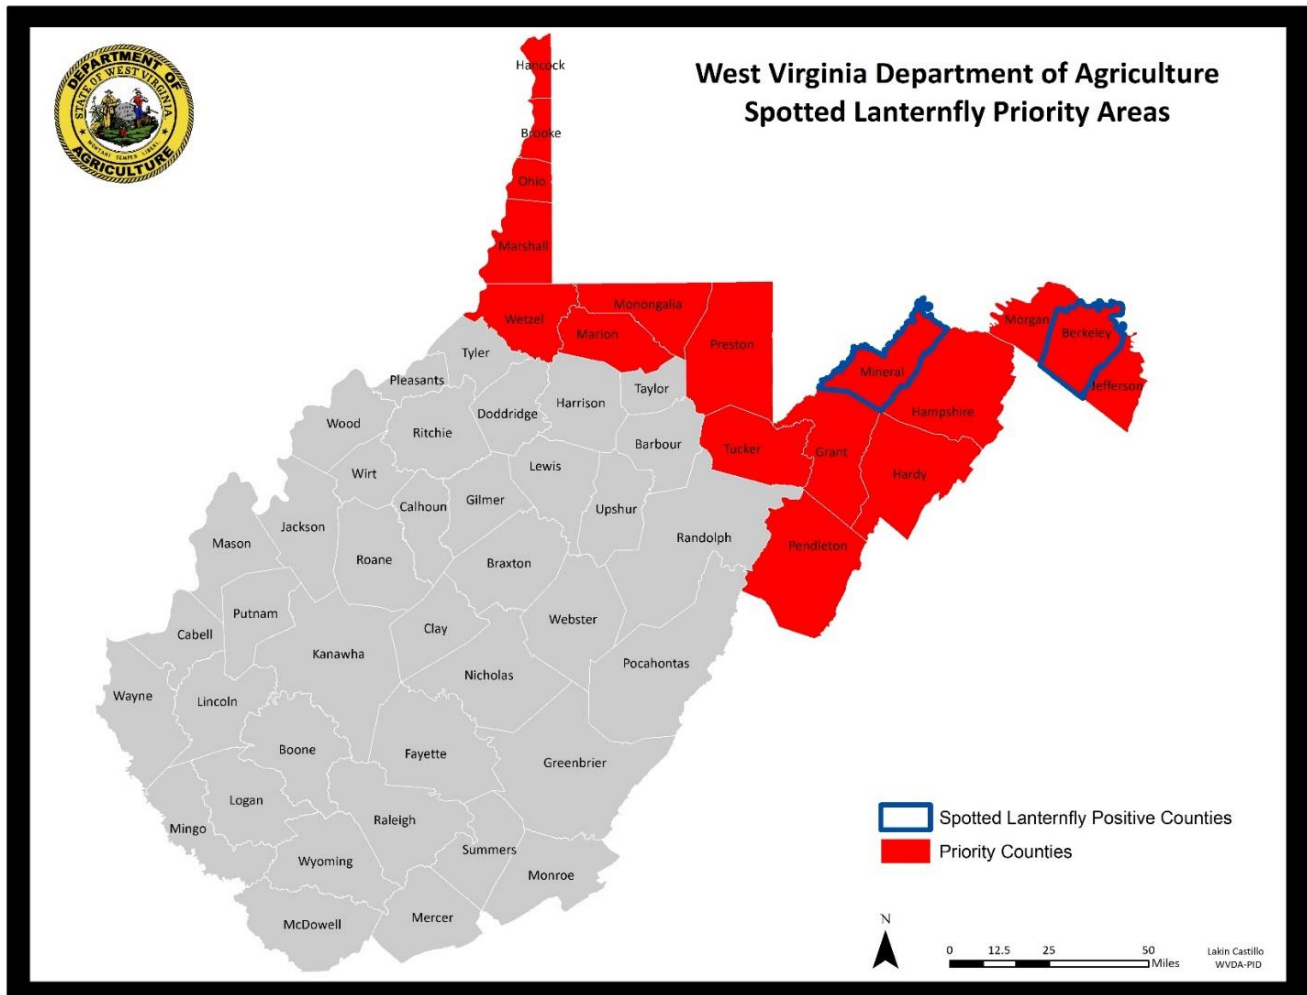 West Virginia Department of Agriculture
Spotted Lanternfly Priority Areas
DEPARTMENT OF
STATE OF WEST VIRGINIA
MONTANI SEMPER LIBERI
AGRICULTURE
Hancock
Brooke
Ohio
Marshall
Wetzel
Monongalia
Marion
Preston
Morgan
Berkeley
Jefferson
Mineral
Hampshire
Tyler
Pleasants
Doddridge
Harrison
Taylor
Wood
Ritchie
Barbour
Tucker
Grant
Hardy
Wirt
Lewis
Calhoun
Gilmer
Upshur
Jackson
Randolph
Mason
Roane
Braxton
Pendleton
Putnam
Cabell
Clay
Webster
Kanawha
Nicholas
Pocahontas
Wayne
Lincoln
Boone
Fayette
Greenbrier
Logan
Raleigh
Mingo
Summers
Wyoming
Monroe
McDowell
Mercer
Spotted Lanternfly Positive Counties
Priority Counties
N
0 12.5 25 50
Miles
Lakin Castillo
WVDA-PID